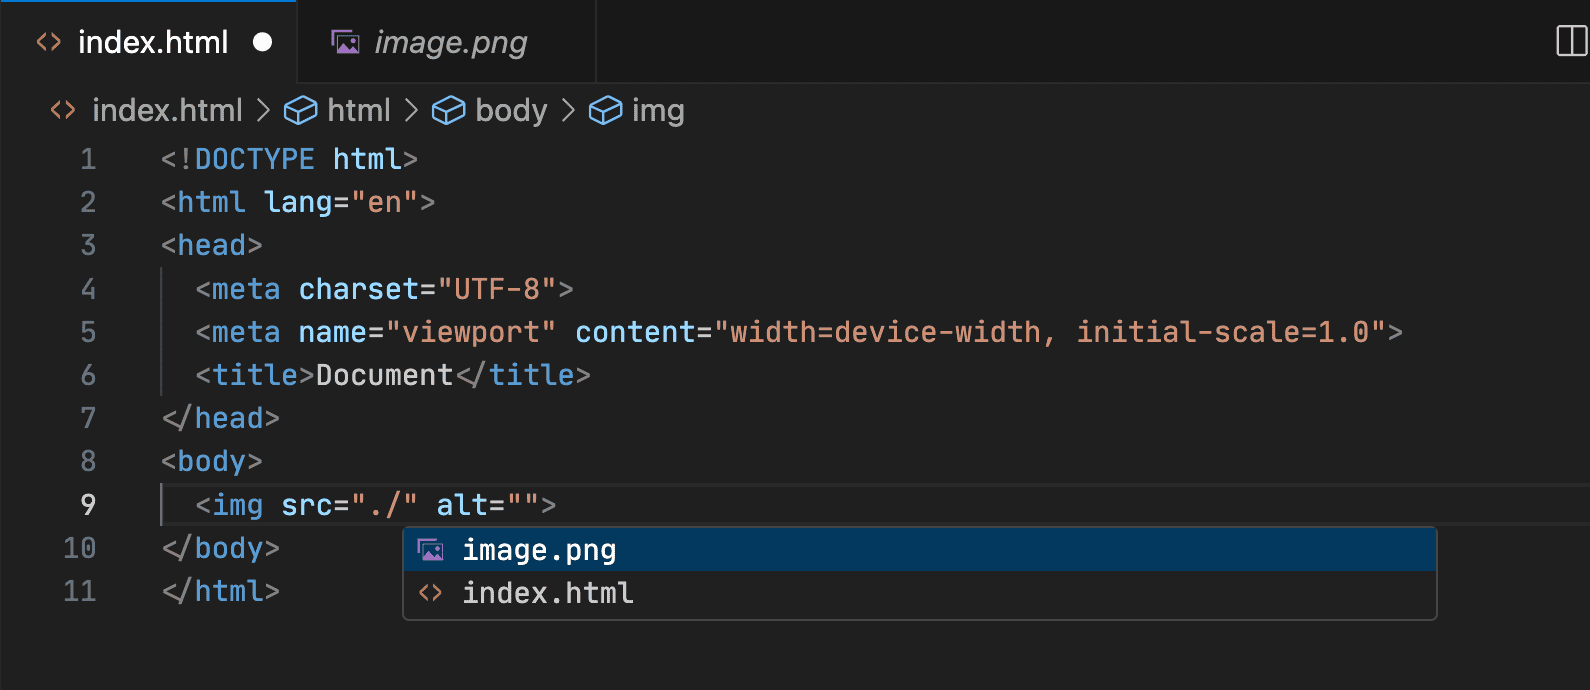 index.html image.png
index.html > html > body > img
1 <!DOCTYPE html>
2 <html lang="en">
3 <head>
4   <meta charset="UTF-8">
5   <meta name="viewport" content="width=device-width, initial-scale=1.0">
6   <title>Document</title>
7 </head>
8 <body>
9   <img src="./" alt="">
10 </body>
11 </html>
image.png
index.html